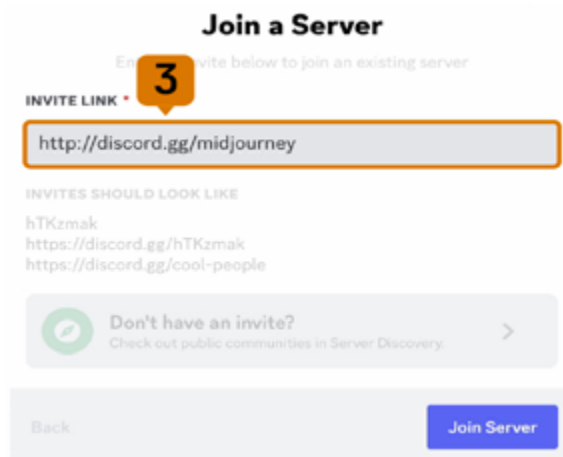 Join a Server
En vite below to join an existing server
3
INVITE LINK *
http://discord.gg/midjourney
INVITES SHOULD LOOK LIKE
hTKzmak
https://discord.gg/hTKzmak
https://discord.gg/cool-people
Don't have an invite?
Check out public communities in Server Discovery.
Back
Join Server